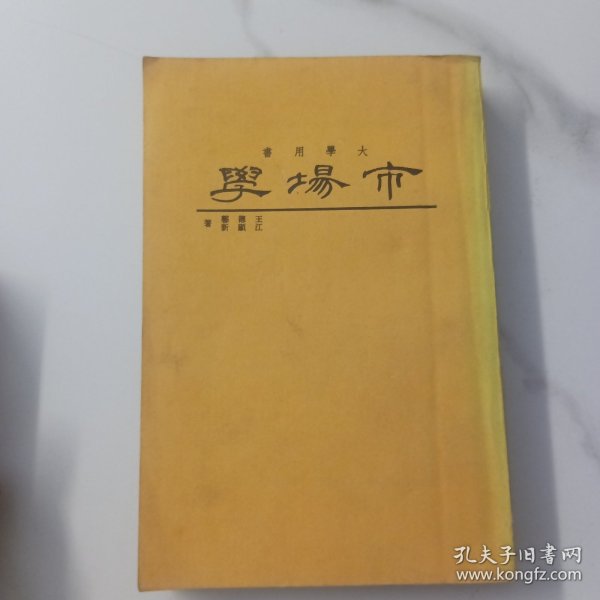 大學用書
市場學
王德馨
江顯新
著
孔夫子旧书网
www.kongfz.com